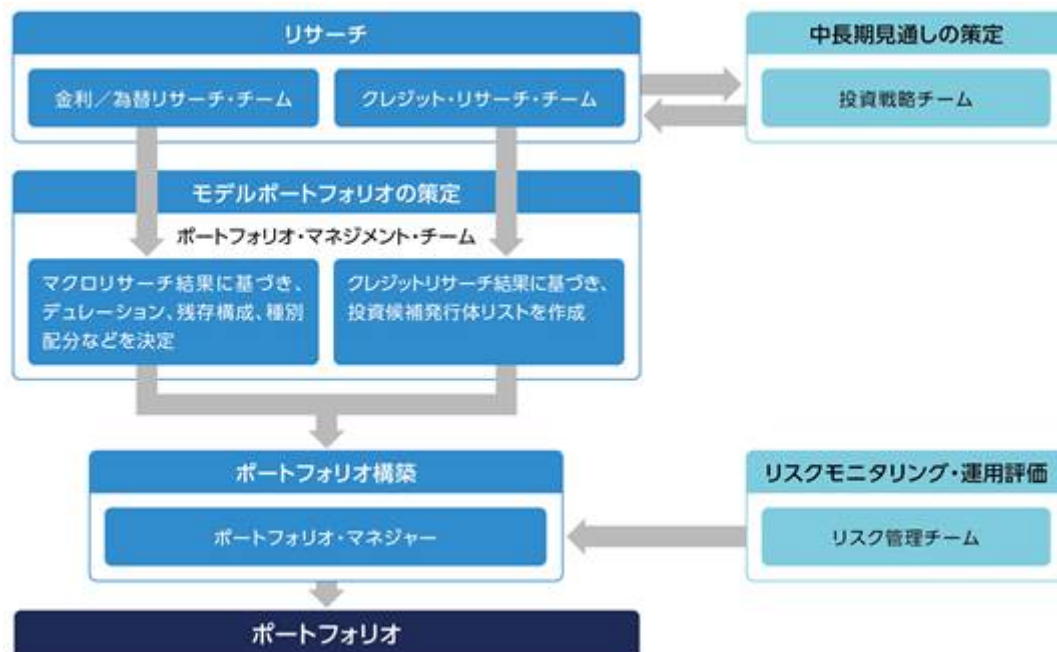 リサーチ
金利／為替リサーチ・チーム
クレジット・リサーチ・チーム
中長期見通しの策定
投資戦略チーム
モデルポートフォリオの策定
ポートフォリオ・マネジメント・チーム
マクロリサーチ結果に基づき、
デュレーション、残存構成、種別
配分などを決定
クレジットリサーチ結果に基づき、
投資候補発行体リストを作成
ポートフォリオ構築
ポートフォリオ・マネジャー
リスクモニタリング・運用評価
リスク管理チーム
ポートフォリオ